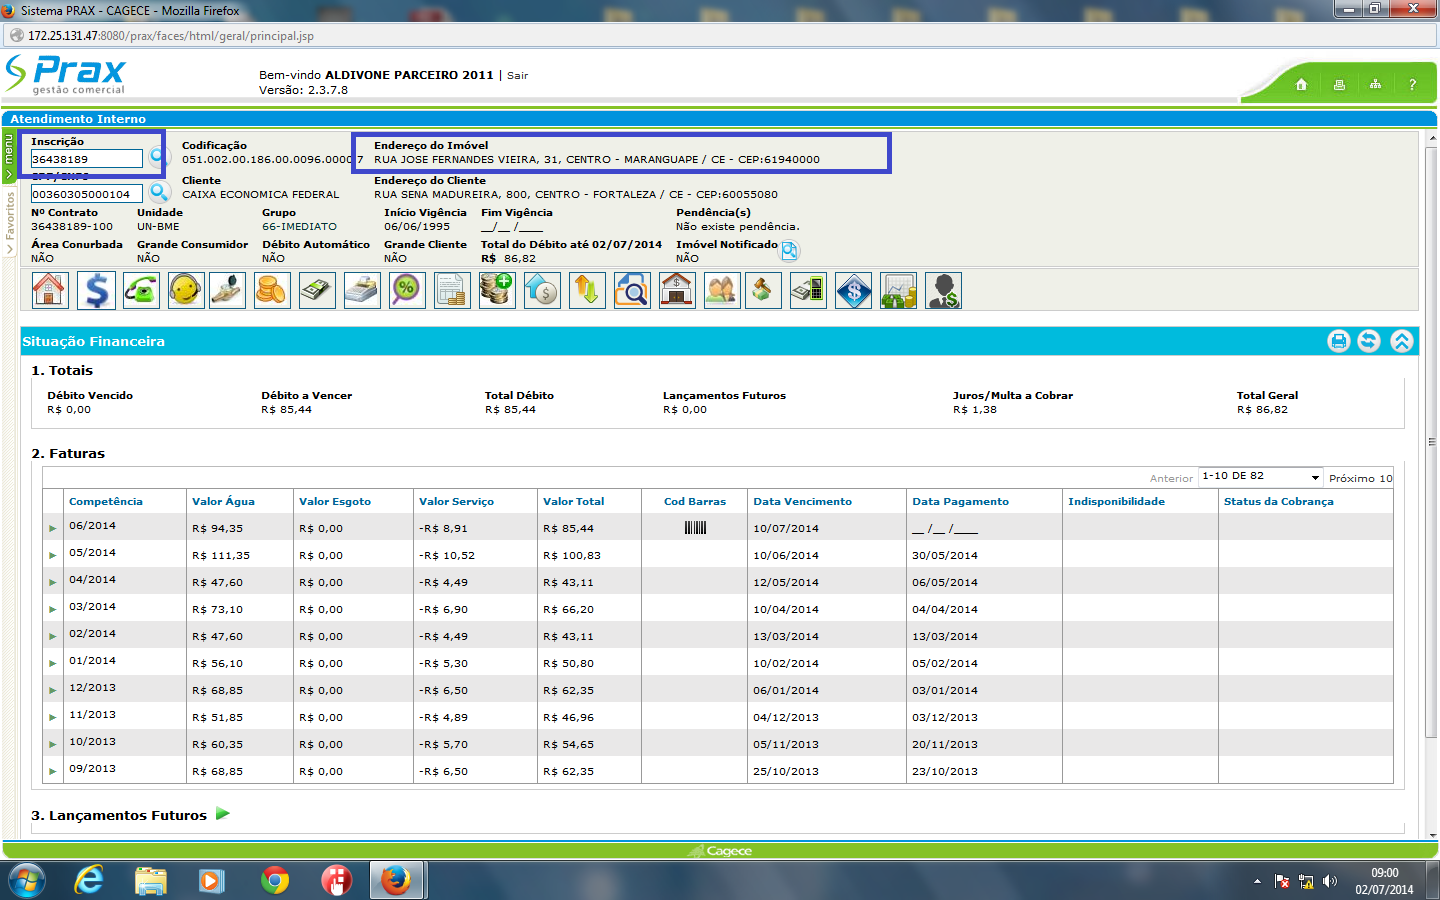 Sistema PRAX - CAGECE - Mozilla Firefox
172.25.131.47:8080/prax/faces/html/geral/principal.jsp
Prax
gestão comercial
Bem-vindo ALDIVONE PARCEIRO 2011 | Sair
Versão: 2.3.7.8
?
Atendimento Interno
menu
Favoritos
Inscrição Codificação Endereço do Imóvel
36438189 051.002.00.186.00.0096.0000.7 RUA JOSE FERNANDES VIEIRA, 31, CENTRO - MARANGUAPE / CE - CEP:61940000
CPF/CNPJ Cliente Endereço do Cliente
00360305000104 CAIXA ECONOMICA FEDERAL RUA SENA MADUREIRA, 800, CENTRO - FORTALEZA / CE - CEP:60055080
Nº Contrato Unidade Grupo Início Vigência Fim Vigência Pendência(s)
36438189-100 UN-BME 66-IMEDIATO 06/06/1995 __/__ /____ Não existe pendência.
Área Conurbada Grande Consumidor Débito Automático Grande Cliente Total do Débito até 02/07/2014 Imóvel Notificado
NÃO NÃO NÃO NÃO R$ 86,82 NÃO
Situação Financeira
1. Totais
Débito Vencido Débito a Vencer Total Débito Lançamentos Futuros Juros/Multa a Cobrar Total Geral
R$ 0,00 R$ 85,44 R$ 85,44 R$ 0,00 R$ 1,38 R$ 86,82
2. Faturas
Anterior 1-10 DE 82 Próximo 10
Competência Valor Água Valor Esgoto Valor Serviço Valor Total Cod Barras Data Vencimento Data Pagamento Indisponibilidade Status da Cobrança
06/2014 R$ 94,35 R$ 0,00 -R$ 8,91 R$ 85,44 10/07/2014 __ /__ /____
05/2014 R$ 111,35 R$ 0,00 -R$ 10,52 R$ 100,83 10/06/2014 30/05/2014
04/2014 R$ 47,60 R$ 0,00 -R$ 4,49 R$ 43,11 12/05/2014 06/05/2014
03/2014 R$ 73,10 R$ 0,00 -R$ 6,90 R$ 66,20 10/04/2014 04/04/2014
02/2014 R$ 47,60 R$ 0,00 -R$ 4,49 R$ 43,11 13/03/2014 13/03/2014
01/2014 R$ 56,10 R$ 0,00 -R$ 5,30 R$ 50,80 10/02/2014 05/02/2014
12/2013 R$ 68,85 R$ 0,00 -R$ 6,50 R$ 62,35 06/01/2014 03/01/2014
11/2013 R$ 51,85 R$ 0,00 -R$ 4,89 R$ 46,96 04/12/2013 03/12/2013
10/2013 R$ 60,35 R$ 0,00 -R$ 5,70 R$ 54,65 05/11/2013 20/11/2013
09/2013 R$ 68,85 R$ 0,00 -R$ 6,50 R$ 62,35 25/10/2013 23/10/2013
3. Lançamentos Futuros
Cagece
09:00
02/07/2014